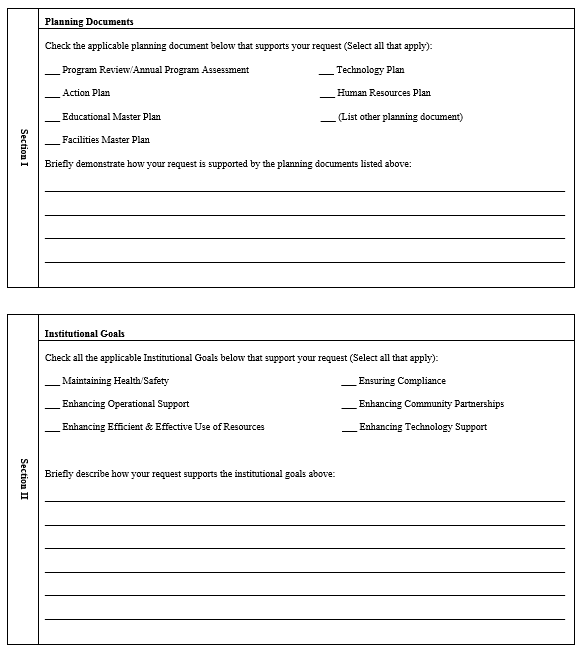 Section I
Planning Documents
Check the applicable planning document below that supports your request (Select all that apply):
___ Program Review/Annual Program Assessment ___ Technology Plan
___ Action Plan ___ Human Resources Plan
___ Educational Master Plan ___ (List other planning document)
___ Facilities Master Plan
Briefly demonstrate how your request is supported by the planning documents listed above:
Section II
Institutional Goals
Check all the applicable Institutional Goals below that support your request (Select all that apply):
___ Maintaining Health/Safety ___ Ensuring Compliance
___ Enhancing Operational Support ___ Enhancing Community Partnerships
___ Enhancing Efficient & Effective Use of Resources ___ Enhancing Technology Support
Briefly describe how your request supports the institutional goals above: